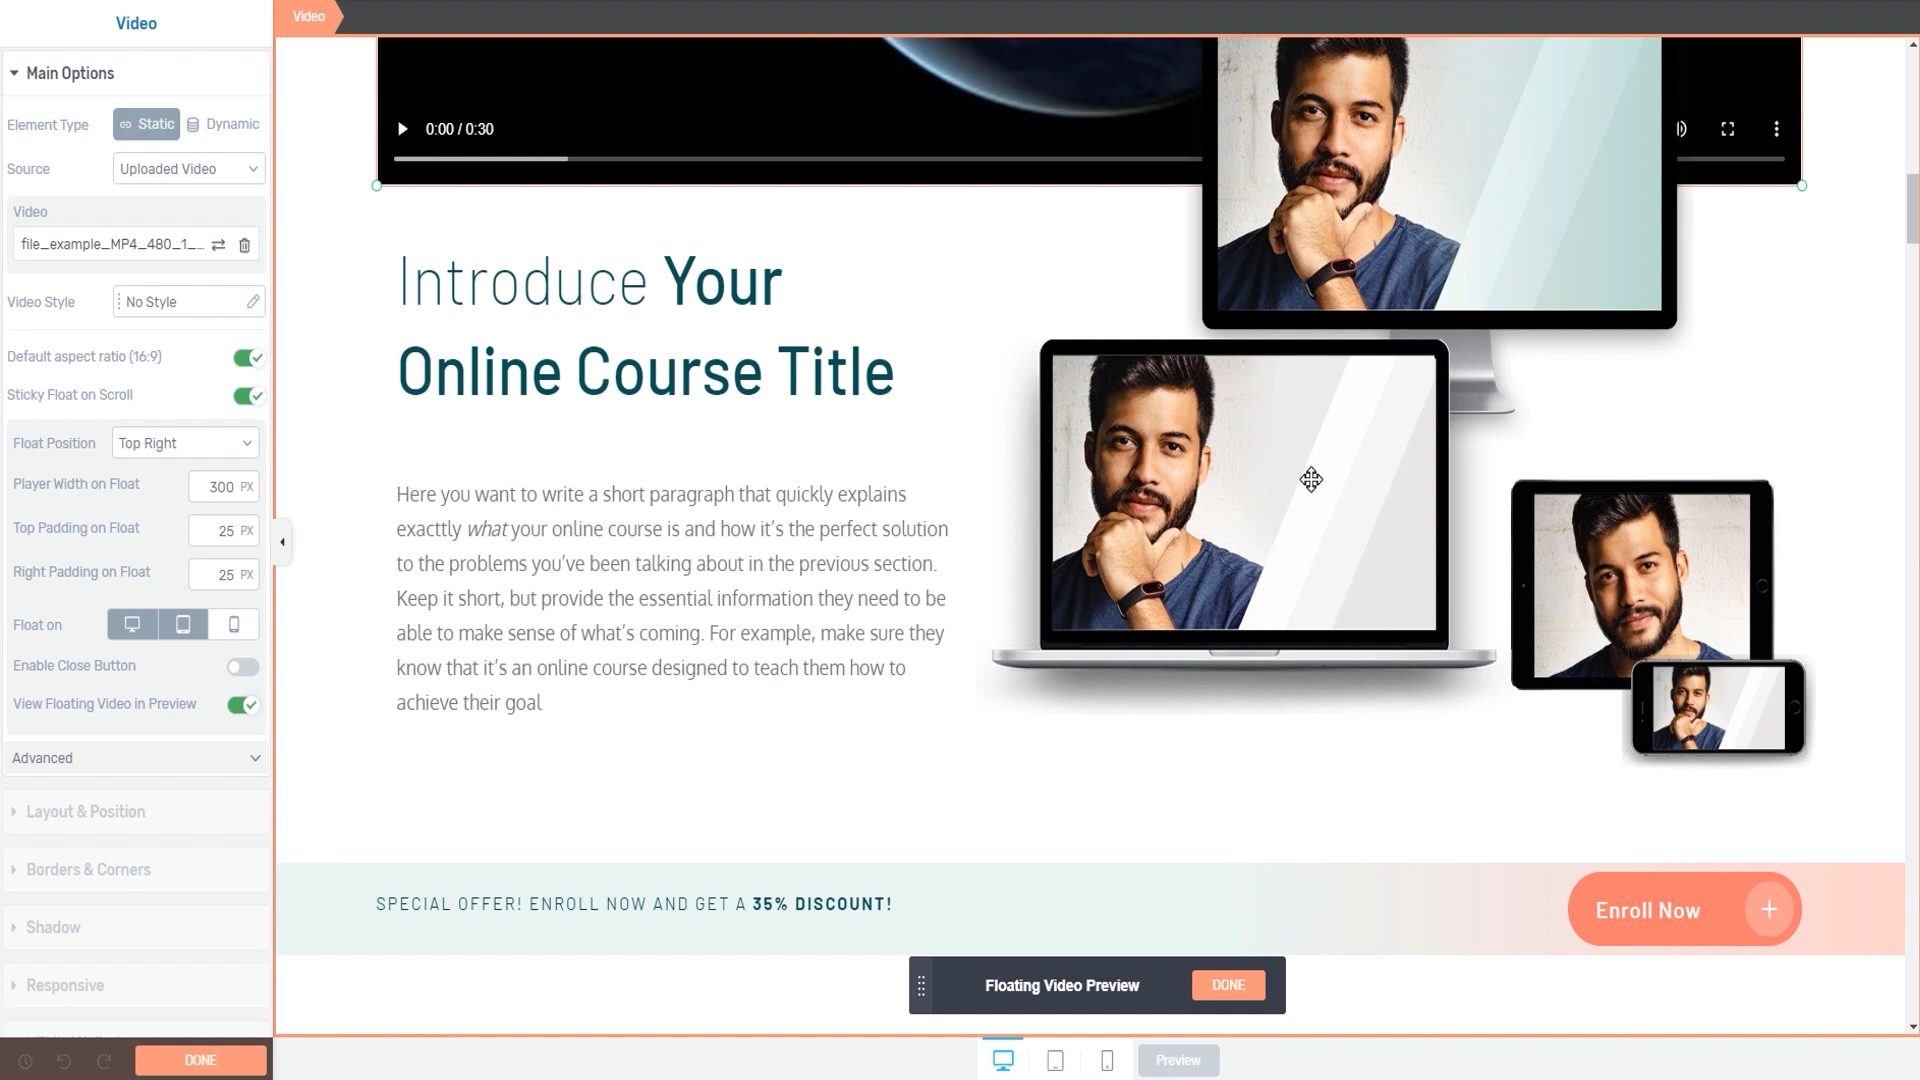 Video
Main Options
Element Type
Static
Dynamic
Source
Uploaded Video
Video
file_example_MP4_480_1_...
Video Style
No Style
Default aspect ratio (16:9)
Sticky Float on Scroll
Float Position
Top Right
Player Width on Float
300 PX
Top Padding on Float
25 PX
Right Padding on Float
25 PX
Float on
Enable Close Button
View Floating Video in Preview
Advanced
Layout & Position
Borders & Corners
Shadow
Responsive
DONE
Video
0:00 / 0:30
Introduce Your
Online Course Title
Here you want to write a short paragraph that quickly explains
exacttly what your online course is and how it's the perfect solution
to the problems you've been talking about in the previous section.
Keep it short, but provide the essential information they need to be
able to make sense of what's coming. For example, make sure they
know that it's an online course designed to teach them how to
achieve their goal
SPECIAL OFFER! ENROLL NOW AND GET A 35% DISCOUNT!
Enroll Now
Floating Video Preview
DONE
Preview